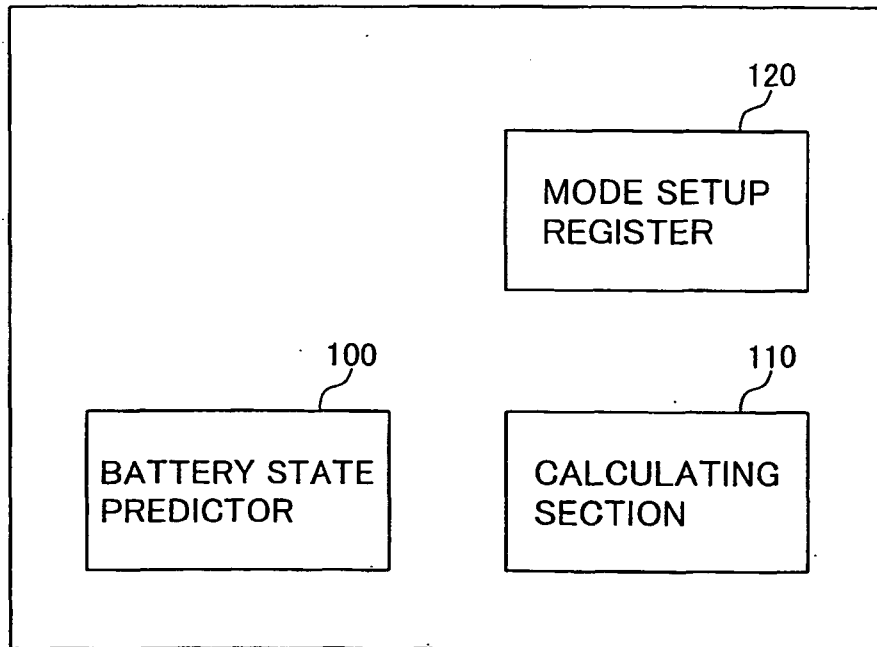 120
MODE SETUP
REGISTER
100
BATTERY STATE
PREDICTOR
110
CALCULATING
SECTION